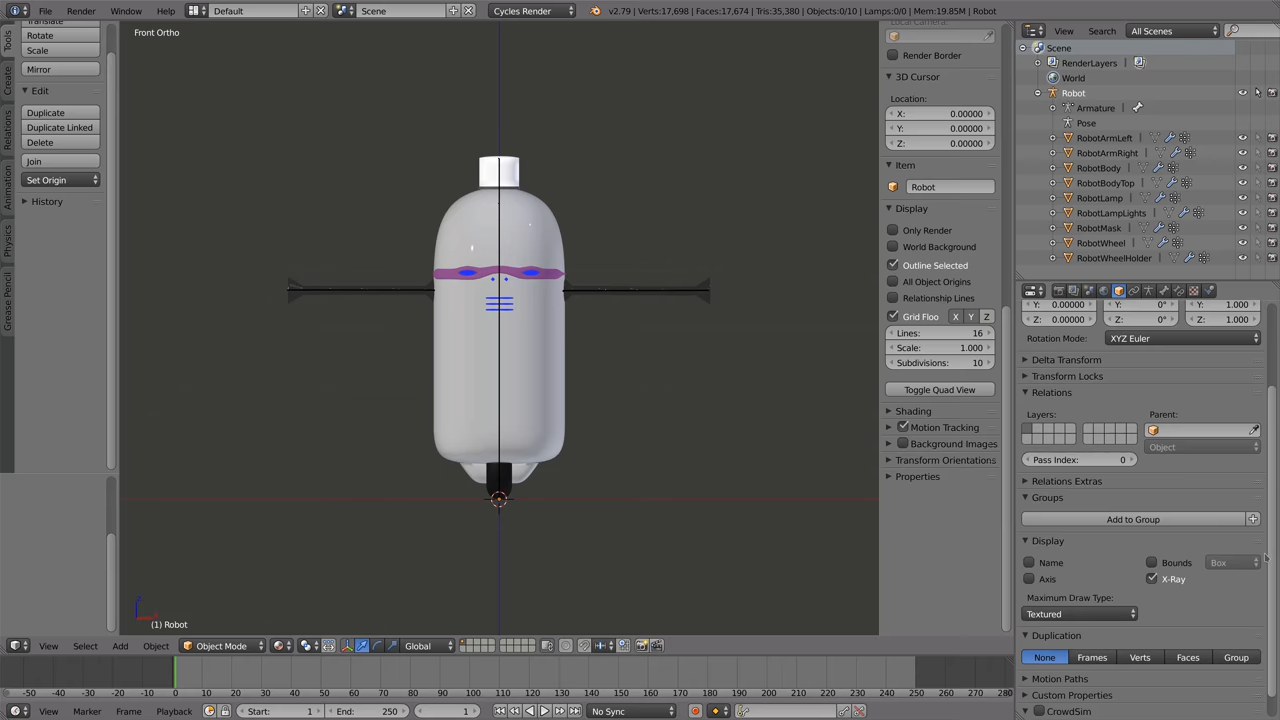 File Render Window Help Default Scene Cycles Render v2.79 | Verts:17,698 | Faces:17,674 | Tris:35,380 | Objects:0/10 | Lamps:0/0 | Mem:19.85M | Robot
Tools
Create
Relations
Animation
Physics
Grease Pencil
Translate
Rotate
Scale
Mirror
Edit
Duplicate
Duplicate Linked
Delete
Join
Set Origin
History
Front Ortho
(1) Robot
Local Camera:
Render Border
3D Cursor
Location:
X: 0.00000
Y: 0.00000
Z: 0.00000
Item
Robot
Display
Only Render
World Background
Outline Selected
All Object Origins
Relationship Lines
Grid Floo X Y Z
Lines: 16
Scale: 1.000
Subdivisions: 10
Toggle Quad View
Shading
Motion Tracking
Background Images
Transform Orientations
Properties
View Search All Scenes
Scene
RenderLayers |
World
Robot
Armature |
Pose
RobotArmLeft |
RobotArmRight |
RobotBody |
RobotBodyTop |
RobotLamp |
RobotLampLights |
RobotMask |
RobotWheel |
RobotWheelHolder |
Y: 0.00000 Y: 0° Y: 1.000
Z: 0.00000 Z: 0° Z: 1.000
Rotation Mode: XYZ Euler
Delta Transform
Transform Locks
Relations
Layers: Parent:
Object
Pass Index: 0
Relations Extras
Groups
Add to Group
Display
Name Bounds Box
Axis X-Ray
Maximum Draw Type:
Textured
Duplication
None Frames Verts Faces Group
Motion Paths
Custom Properties
CrowdSim
View Select Add Object Object Mode Global
-50 -40 -30 -20 -10 0 10 20 30 40 50 60 70 80 90 100 110 120 130 140 150 160 170 180 190 200 210 220 230 240 250 260 270 280
View Marker Frame Playback Start: 1 End: 250 1 No Sync